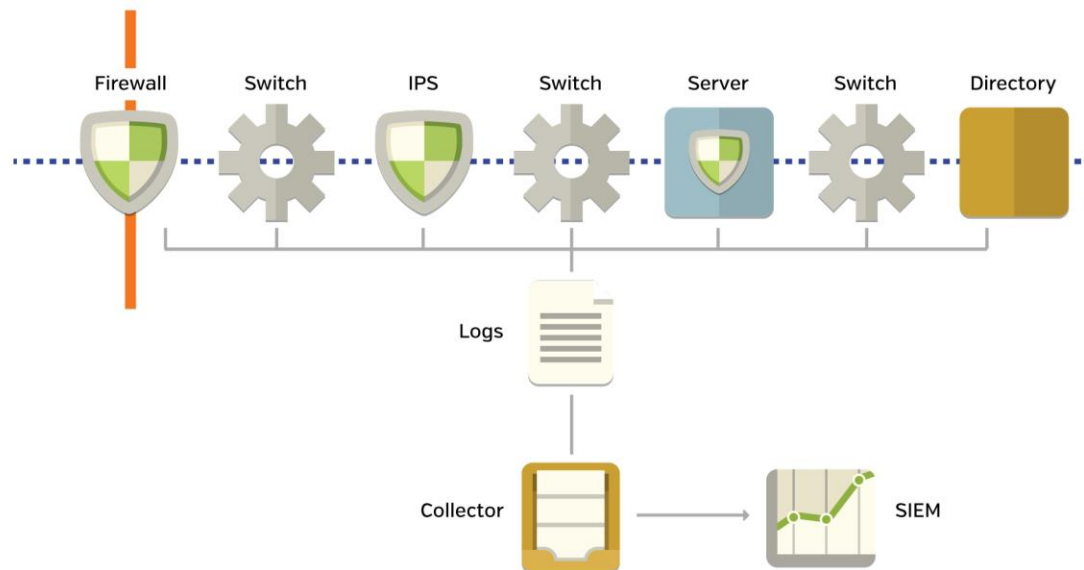 Firewall
Switch
IPS
Switch
Server
Switch
Directory
Logs
Collector
SIEM